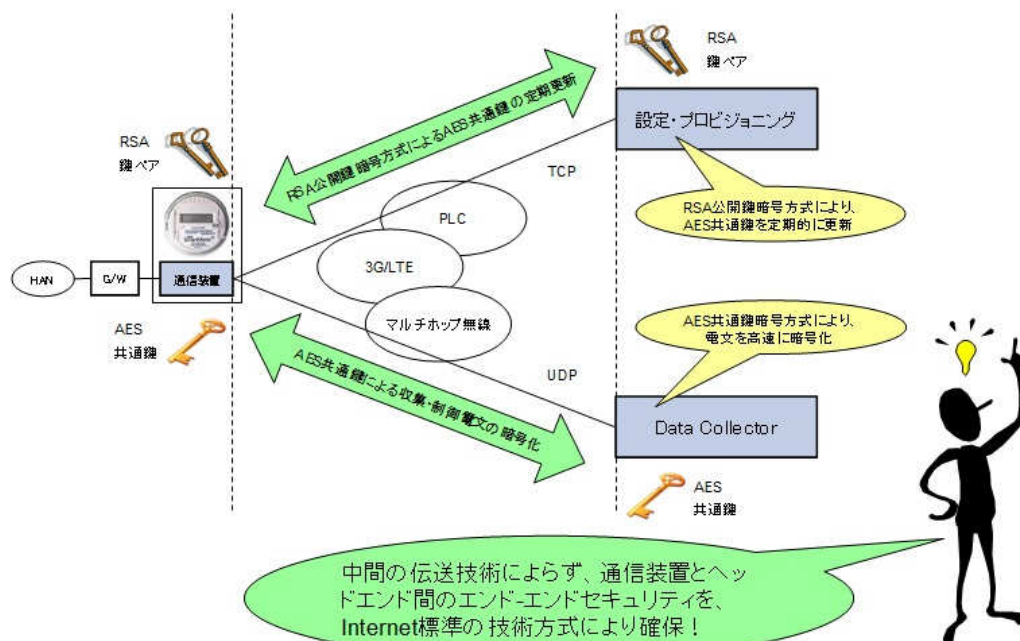 RSA
鍵ペア
設定・プロビジョニング
RSA公開鍵暗号方式によるAES共通鍵の定期更新
RSA
鍵ペア
TCP
RSA公開鍵暗号方式により、
AES共通鍵を定期的に更新
PLC
3G/LTE
マルチホップ無線
HAN
G/W
通信装置
AES
共通鍵
AES共通鍵暗号方式により、
電文を高速に暗号化
AES共通鍵による収集・制御電文の暗号化
UDP
Data Collector
AES
共通鍵
中間の伝送技術によらず、通信装置とヘッ
ドエンド間のエンド-エンドセキュリティを、
Internet標準の技術方式により確保！